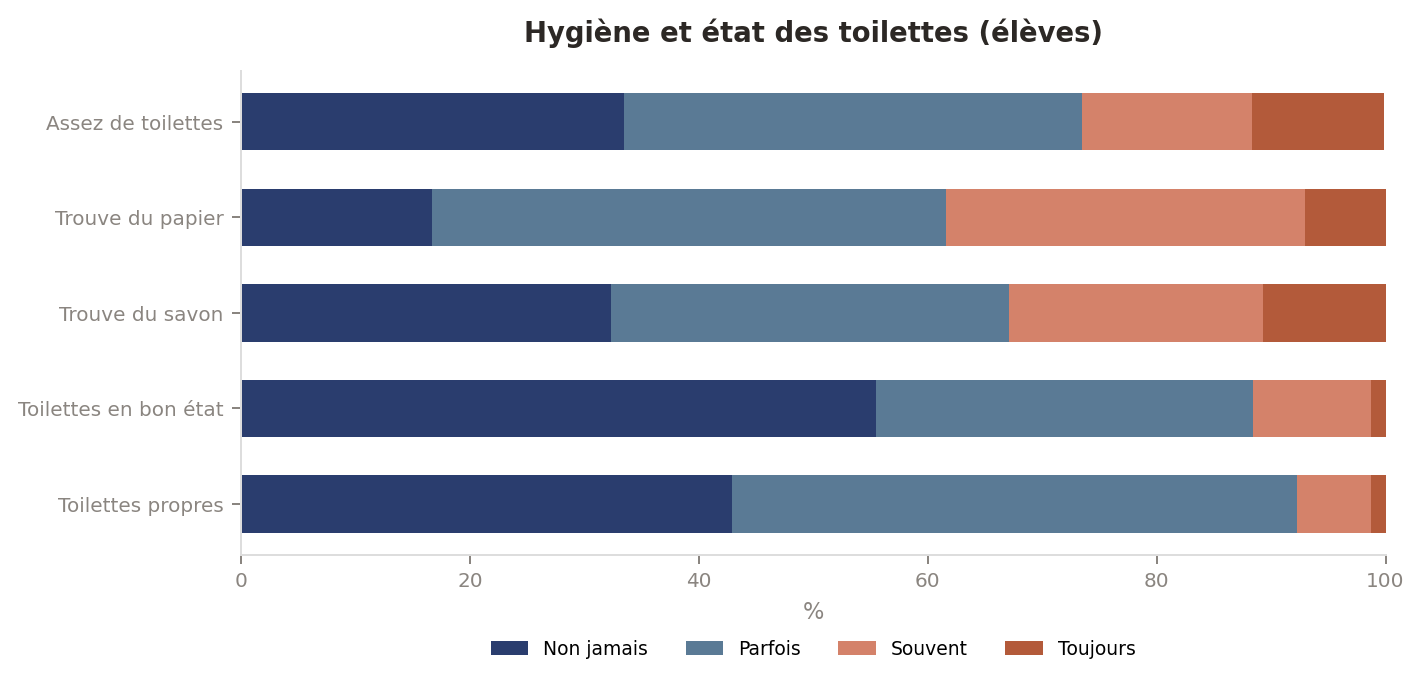 Hygiène et état des toilettes (élèves)
Assez de toilettes
Trouve du papier
Trouve du savon
Toilettes en bon état
Toilettes propres
0 20 40 60 80 100
%
Non jamais Parfois Souvent Toujours